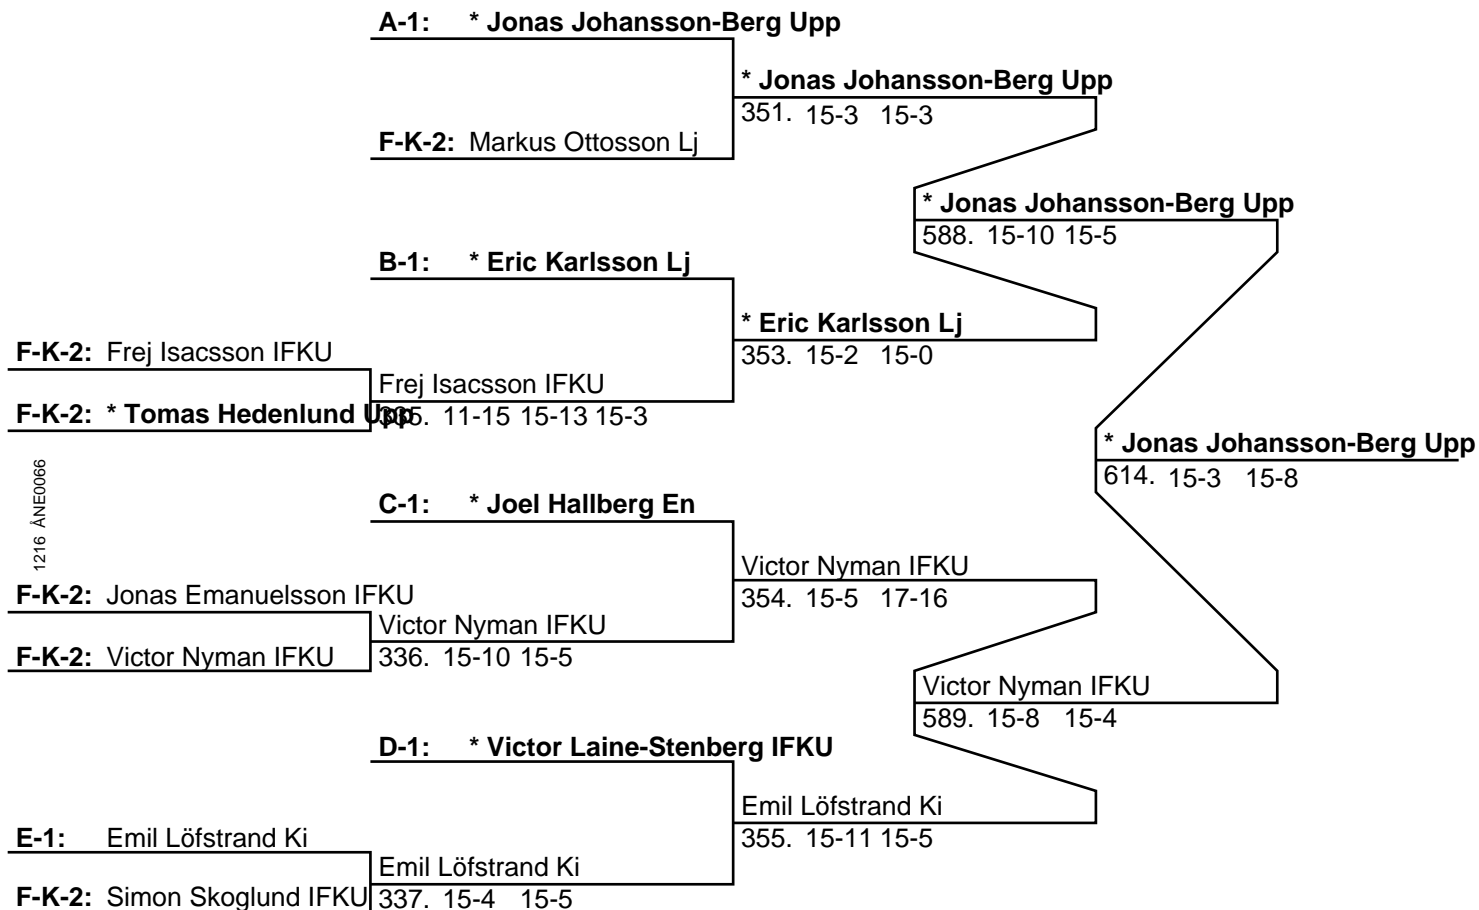 A-1: * Jonas Johansson-Berg Upp
* Jonas Johansson-Berg Upp
351. 15-3 15-3
F-K-2: Markus Ottosson Lj
* Jonas Johansson-Berg Upp
588. 15-10 15-5
B-1: * Eric Karlsson Lj
* Eric Karlsson Lj
353. 15-2 15-0
F-K-2: Frej Isacsson IFKU
Frej Isacsson IFKU
F-K-2: * Tomas Hedenlund Upp
335. 11-15 15-13 15-3
* Jonas Johansson-Berg Upp
614. 15-3 15-8
1216 ÅNE0066
C-1: * Joel Hallberg En
Victor Nyman IFKU
354. 15-5 17-16
F-K-2: Jonas Emanuelsson IFKU
Victor Nyman IFKU
F-K-2: Victor Nyman IFKU
336. 15-10 15-5
Victor Nyman IFKU
589. 15-8 15-4
D-1: * Victor Laine-Stenberg IFKU
Emil Löfstrand Ki
355. 15-11 15-5
E-1: Emil Löfstrand Ki
Emil Löfstrand Ki
F-K-2: Simon Skoglund IFKU
337. 15-4 15-5